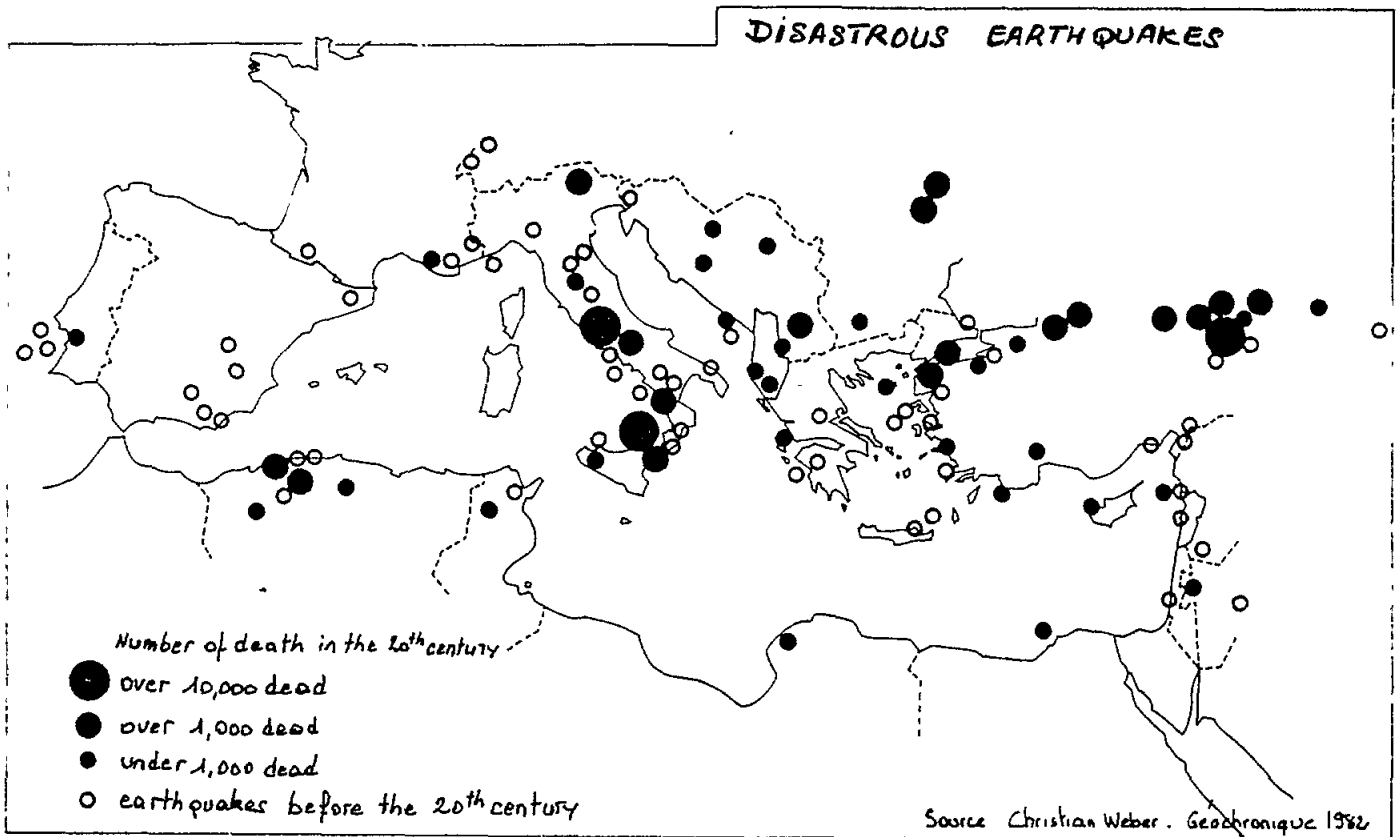 DISASTROUS EARTHQUAKES
Number of death in the 20th century
over 10,000 dead
over 1,000 dead
under 1,000 dead
earthquakes before the 20th century
Source Christian Weber. Géochronique 1982